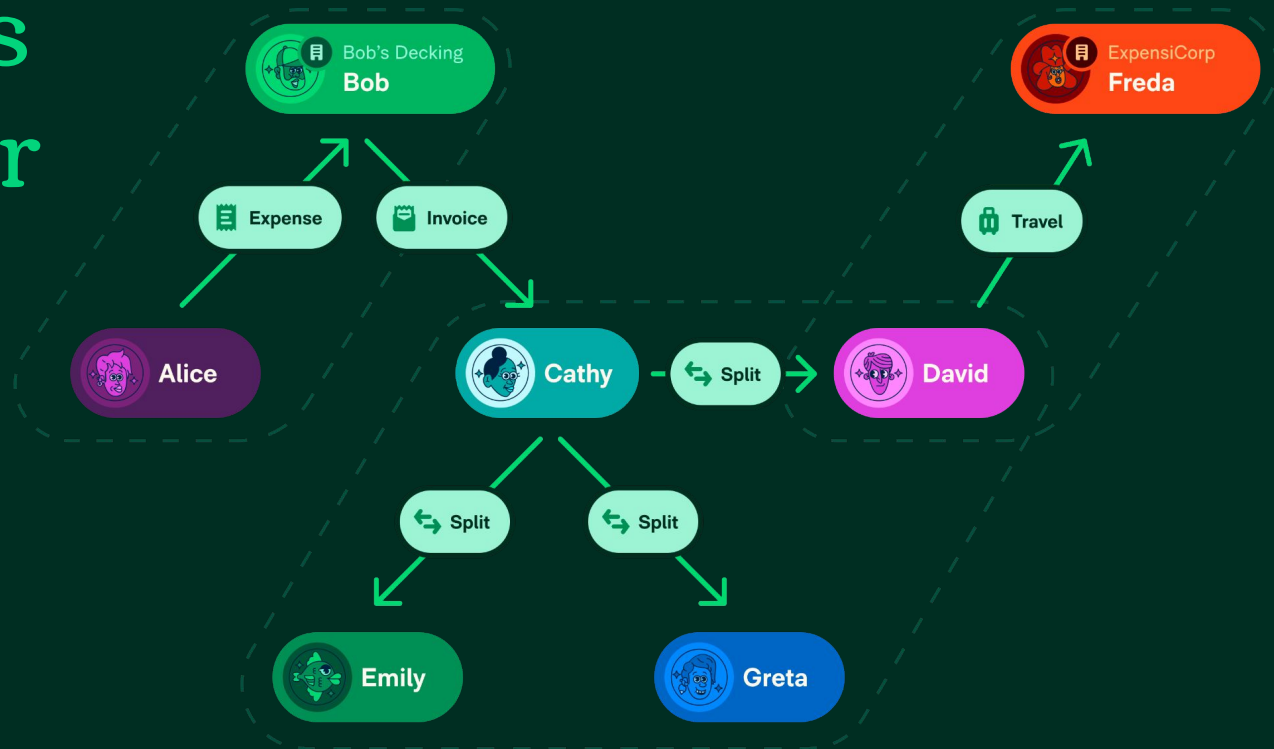 s
r
Bob's Decking
Bob
ExpensiCorp
Freda
Expense
Invoice
Travel
Alice
Cathy
Split
David
Split
Split
Emily
Greta